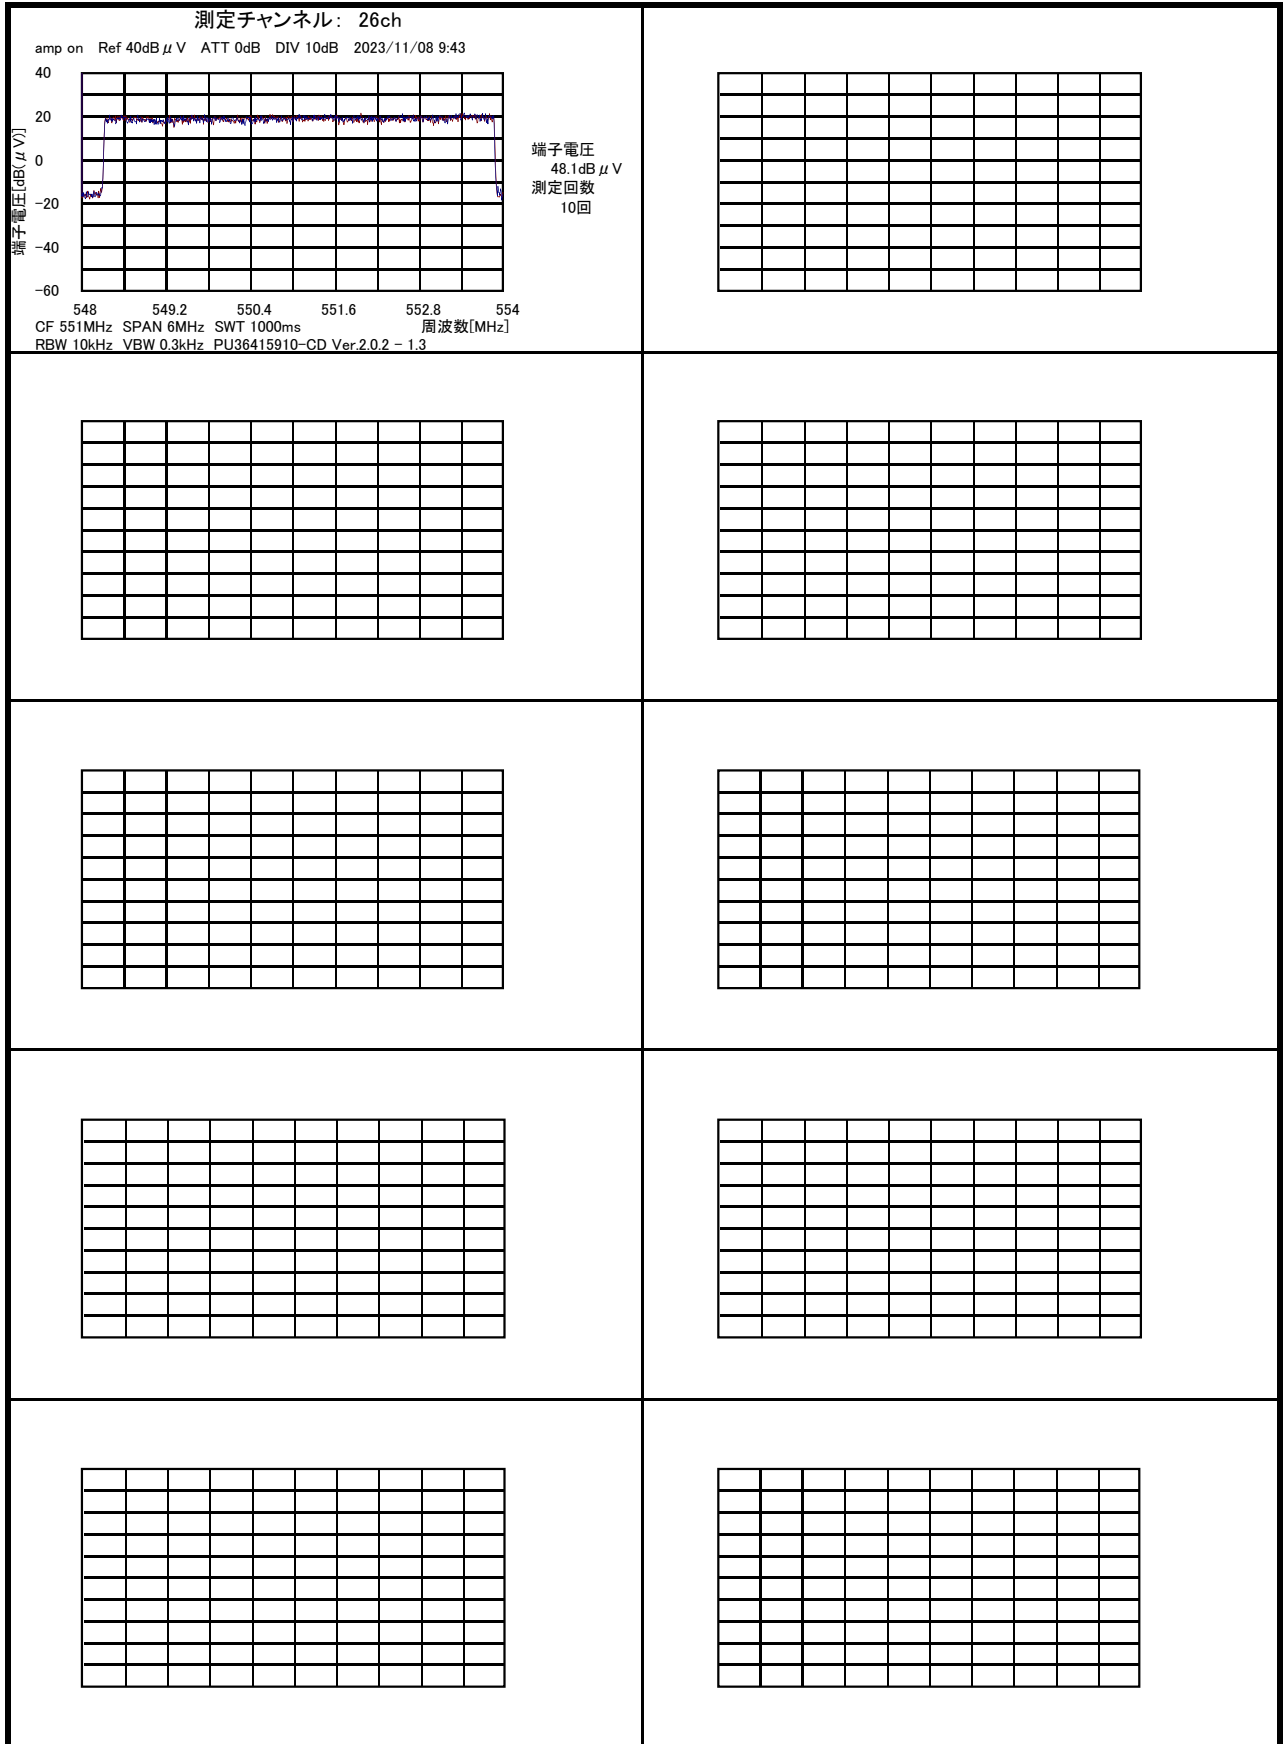 測定チャンネル: 26ch
amp on Ref 40dBμV ATT 0dB DIV 10dB 2023/11/08 9:43
40
20
0
-20
-40
-60
端子電圧[dB(μV)]
端子電圧
48.1dBμV
測定回数
10回
548 549.2 550.4 551.6 552.8 554
CF 551MHz SPAN 6MHz SWT 1000ms 周波数[MHz]
RBW 10kHz VBW 0.3kHz PU36415910-CD Ver.2.0.2 - 1.3